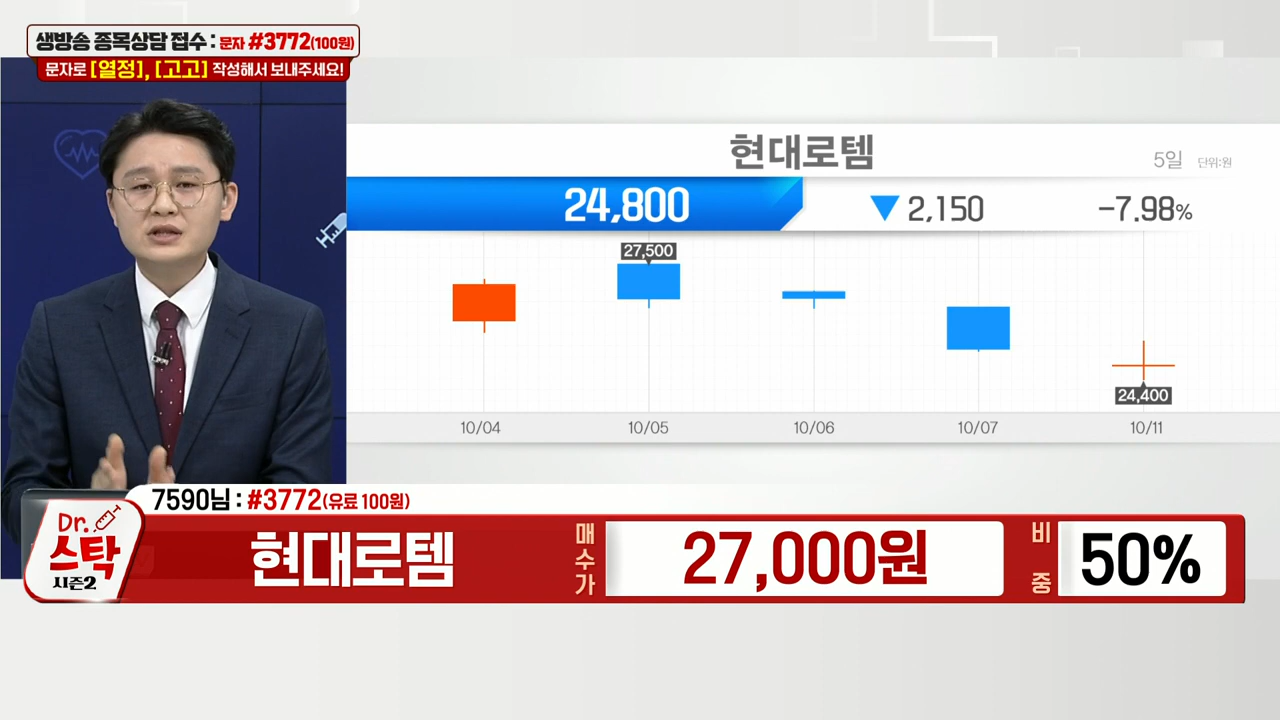 생방송 종목상담 접수 : 문자 #3772(100원)
문자로 [열정], [고고] 작성해서 보내주세요!
현대로템
5일 단위:원
24,800 ▼ 2,150 -7.98%
27,500
24,400
10/04 10/05 10/06 10/07 10/11
7590님 : #3772(유료 100원)
Dr.
스탁
시즌2
현대로템 매수가 27,000원 비중 50%